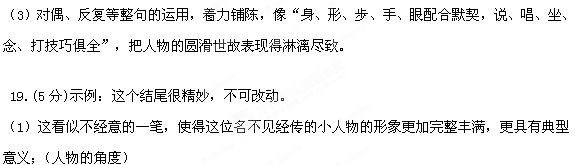 （3）对偶、反复等整句的运用，着力铺陈，像“身、形、步、手、眼配合默契，说、唱、坐、
念、打技巧俱全”，把人物的圆滑世故表现得淋漓尽致。
19.(5分)示例：这个结尾很精妙，不可改动。
（1）这看似不经意的一笔，使得这位名不见经传的小人物的形象更加完整丰满，更具有典型
意义；（人物的角度）